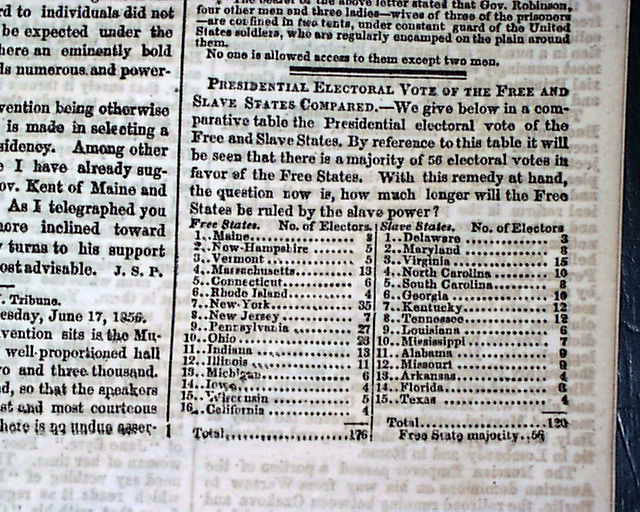 rd to individuals did not
be expected under the
here an eminently bold
ds numerous and power-
vention being otherwise
is made in selecting a
sidency. Among other
I have already sug-
ov. Kent of Maine and
As I telegraphed you
more inclined toward
turns to his support
ost advisable. J. S. P.
Tribune.
esday, June 17, 1856.
vention sits is the Mu-
well-proportioned hall
ro and three thousand.
d, so that the speakers
st and most courteous
here is no undue asser-
of the above letter stated that Gov. Robinson,
four other men and three ladies—wives of three of the prisoners
—are confined in two tents, under constant guard of the United
States soldiers, who are regularly encamped on the plain around
them.
No one is allowed access to them except two men.
PRESIDENTIAL ELECTORAL VOTE OF THE FREE AND
SLAVE STATES COMPARED.—We give below in a com-
parative table the Presidential electoral vote of the
Free and Slave States. By reference to this table it will
be seen that there is a majority of 56 electoral votes in
favor of the Free States. With this remedy at hand,
the question now is, how much longer will the Free
States be ruled by the slave power?
Free States. No. of Electors.
1..Maine 8
2..New-Hampshire 5
3..Vermont 5
4..Massachusetts 13
5..Connecticut 6
6..Rhode Island 4
7..New-York 35
8..New Jersey 7
9..Pennsylvania 27
10..Ohio 23
11..Indiana 13
12..Illinois 11
13..Michigan 6
14..Iowa 4
15..Wisconsin 5
16..California 4
Total 176
Slave States. No. of Electors
1..Delaware 3
2..Maryland 8
3..Virginia 15
4..North Carolina 10
5..South Carolina 8
6..Georgia 10
7..Kentucky 12
8..Tennessee 12
9..Louisiana 6
10..Mississippi 7
11..Alabama 9
12..Missouri 9
13..Arkansas 4
14..Florida
15..Texas 4
Total 120
Free State majority..56